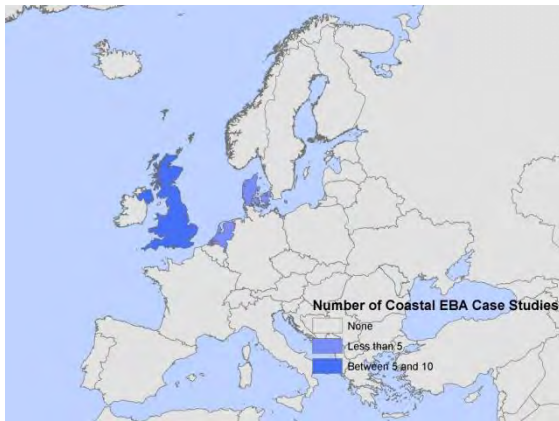 Number of Coastal EBA Case Studies
None
Less than 5
Between 5 and 10